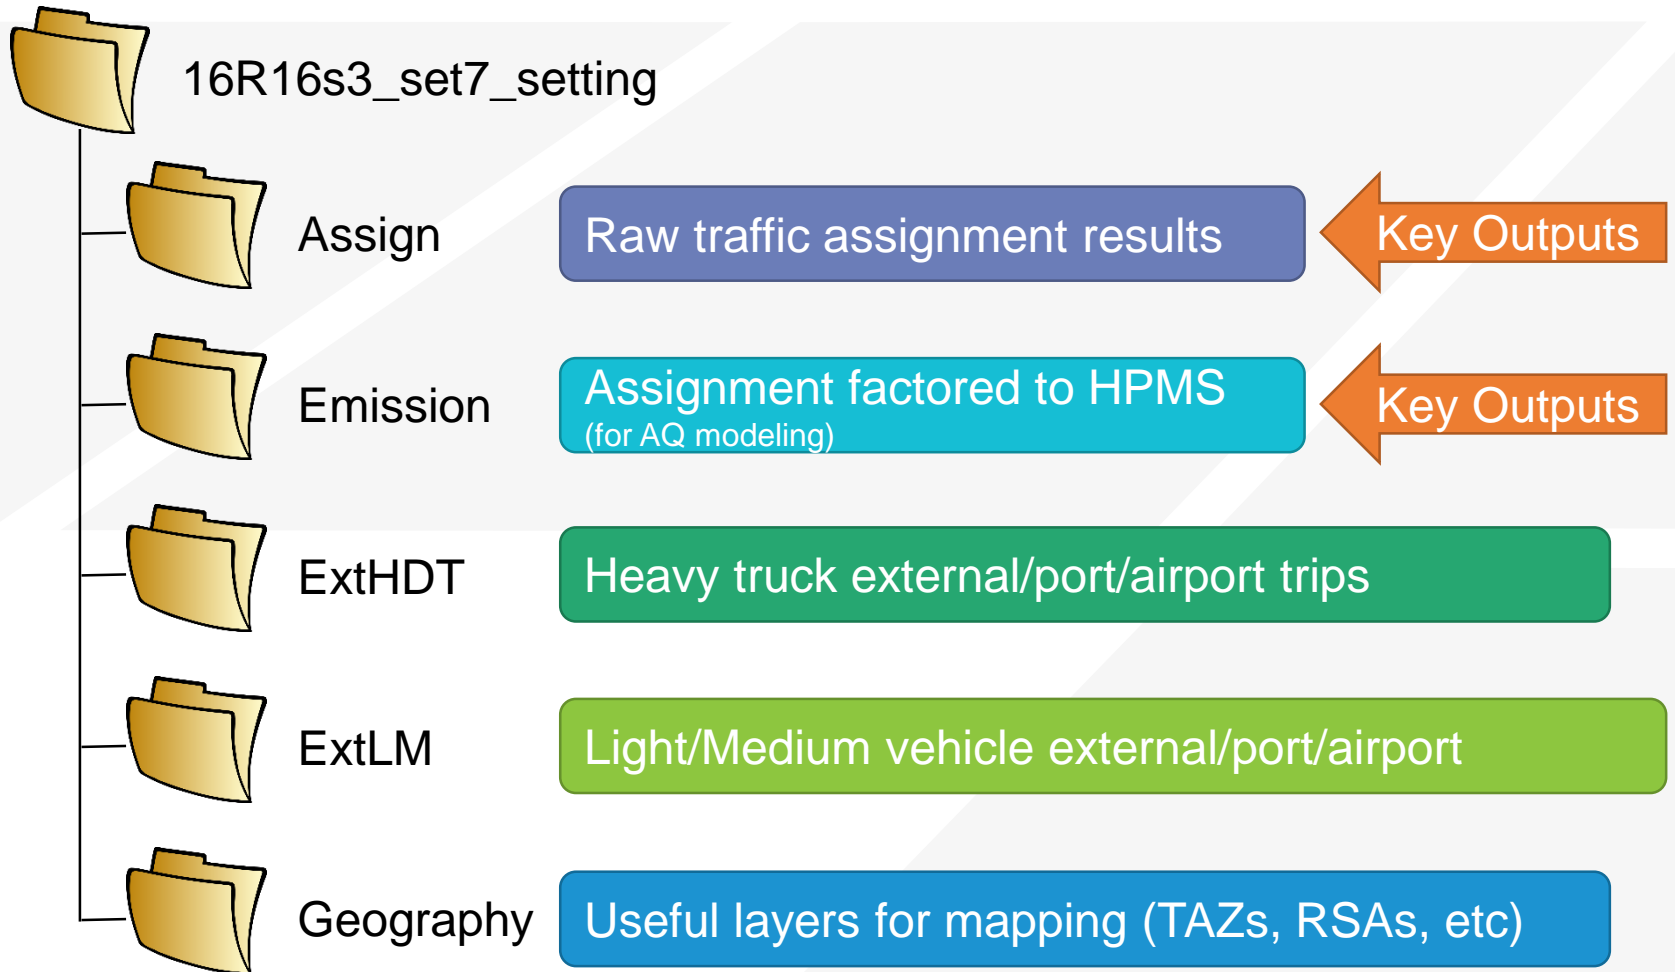 16R16s3_set7_setting
Assign
Raw traffic assignment results
Key Outputs
Emission
Assignment factored to HPMS
(for AQ modeling)
Key Outputs
ExtHDT
Heavy truck external/port/airport trips
ExtLM
Light/Medium vehicle external/port/airport
Geography
Useful layers for mapping (TAZs, RSAs, etc)